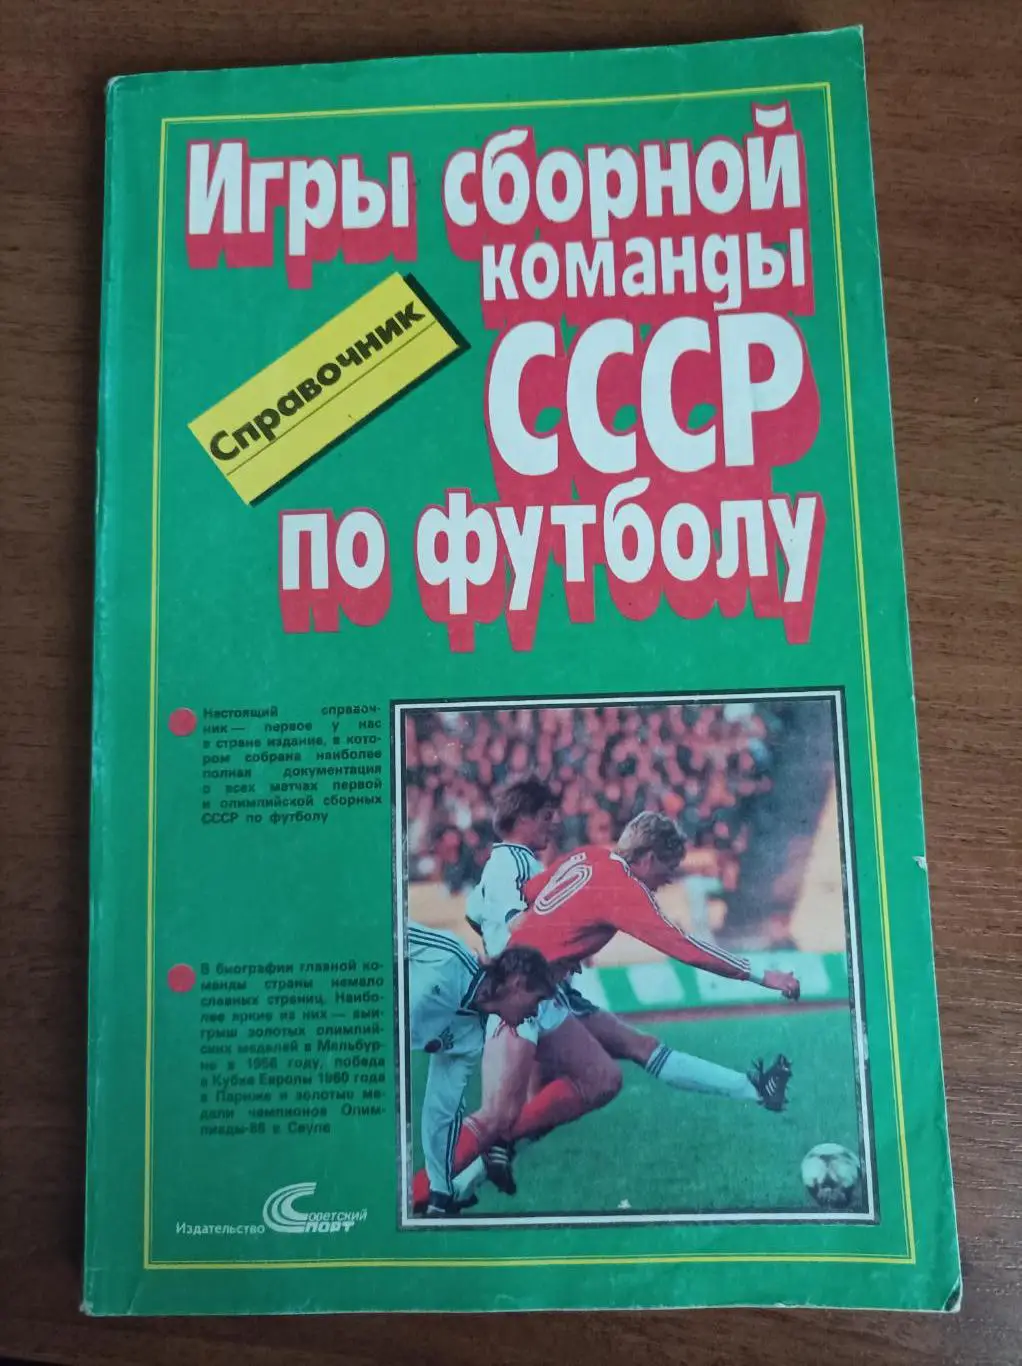 Игры сборной
команды
СССР
по футболу
Справочник
Настоящий справоч-
ник — первое у нас
в стране издание, в кото-
ром собрана наиболее
полная документация
о всех матчах первой
и олимпийской сборных
СССР по футболу
В биографии главной ко-
манды страны немало
славных страниц. Наибо-
лее яркие из них — выи-
грыш золотых олимпий-
ских медалей в Мельбур-
не в 1956 году, победа
в Кубке Европы 1960 года
в Париже и золотые ме-
дали чемпионов Олим-
пиады-88 в Сеуле
Издательство Советский
Спорт
10